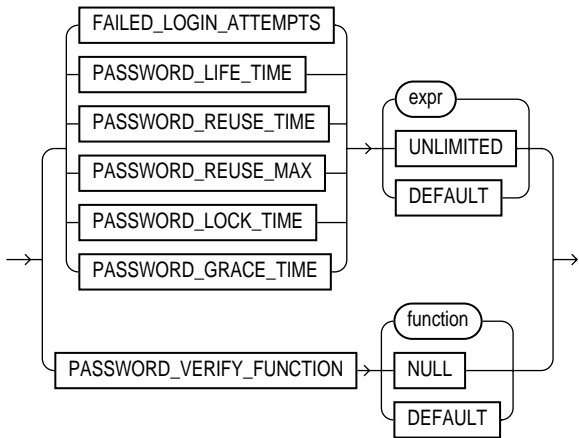 FAILED_LOGIN_ATTEMPTS
PASSWORD_LIFE_TIME
PASSWORD_REUSE_TIME
PASSWORD_REUSE_MAX
PASSWORD_LOCK_TIME
PASSWORD_GRACE_TIME
expr
UNLIMITED
DEFAULT
PASSWORD_VERIFY_FUNCTION
function
NULL
DEFAULT